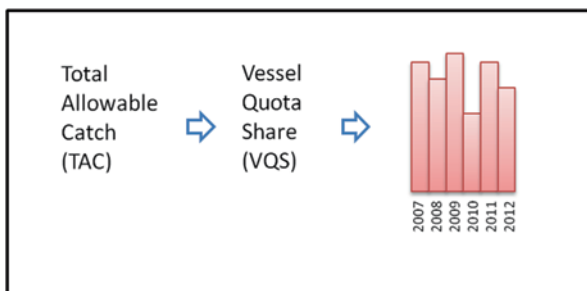 Total
Allowable
Catch
(TAC)
Vessel
Quota
Share
(VQS)
2007
2008
2009
2010
2011
2012